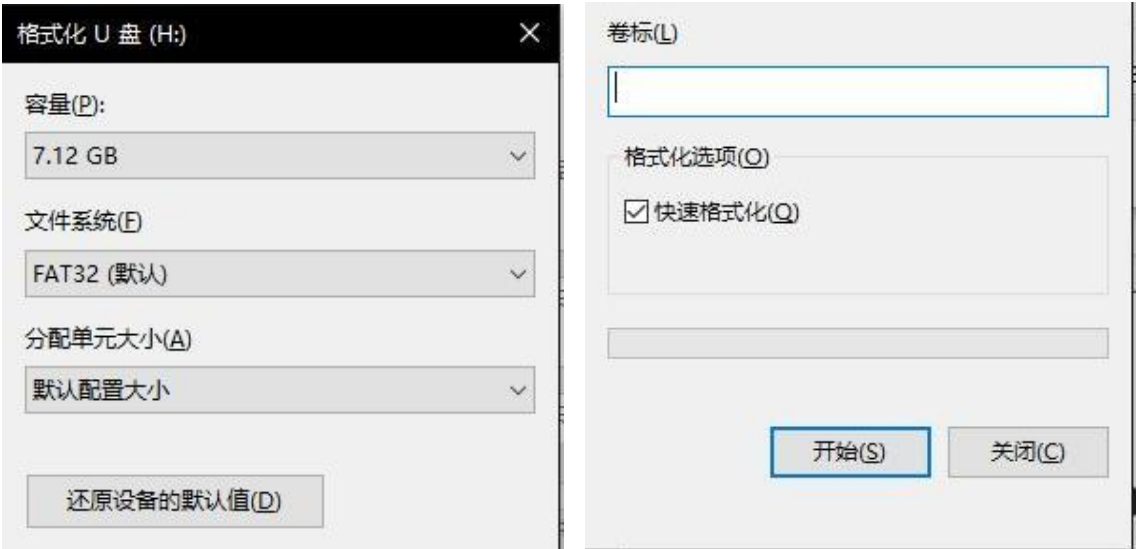 格式化 U 盘 (H:)
容量(P):
7.12 GB
文件系统(F)
FAT32 (默认)
分配单元大小(A)
默认配置大小
还原设备的默认值(D)
卷标(L)
格式化选项(O)
快速格式化(Q)
开始(S)
关闭(C)